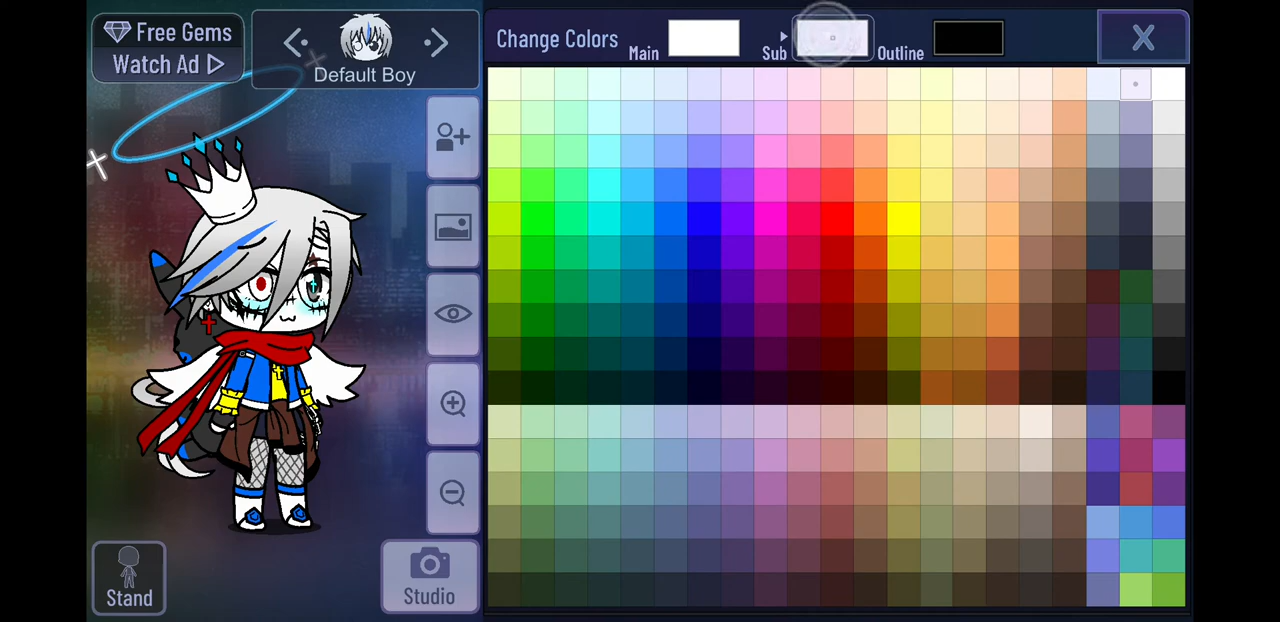 Free Gems
Watch Ad
Default Boy
Change Colors
Main
Sub
Outline
X
Stand
Studio